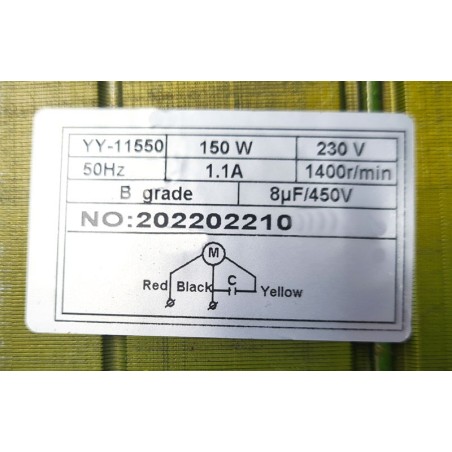 YY-11550 150 W 230 V
50Hz 1.1A 1400r/min
B grade 8μF/450V
NO:202202210
M
Red Black C Yellow